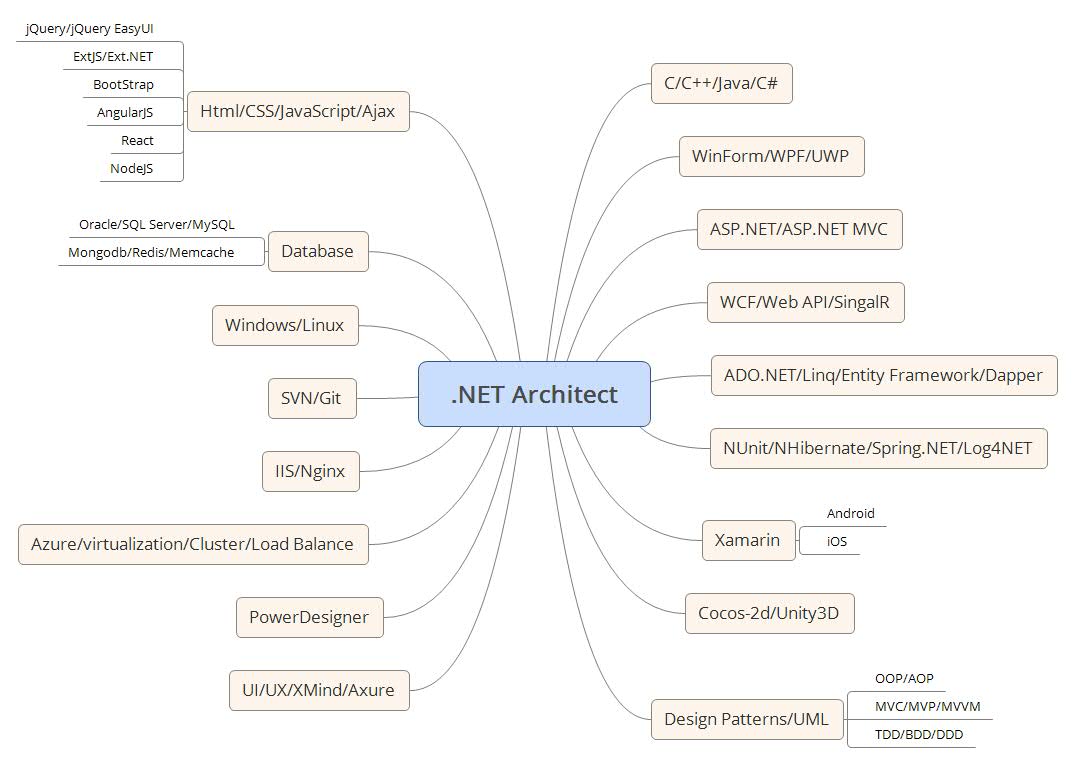 jQuery/jQuery EasyUI
ExtJS/Ext.NET
BootStrap
AngularJS
React
NodeJS
Html/CSS/JavaScript/Ajax
Oracle/SQL Server/MySQL
Mongodb/Redis/Memcache
Database
Windows/Linux
SVN/Git
IIS/Nginx
Azure/virtualization/Cluster/Load Balance
PowerDesigner
UI/UX/XMind/Axure
.NET Architect
C/C++/Java/C#
WinForm/WPF/UWP
ASP.NET/ASP.NET MVC
WCF/Web API/SingalR
ADO.NET/Linq/Entity Framework/Dapper
NUnit/NHibernate/Spring.NET/Log4NET
Xamarin
Android
iOS
Cocos-2d/Unity3D
Design Patterns/UML
OOP/AOP
MVC/MVP/MVVM
TDD/BDD/DDD